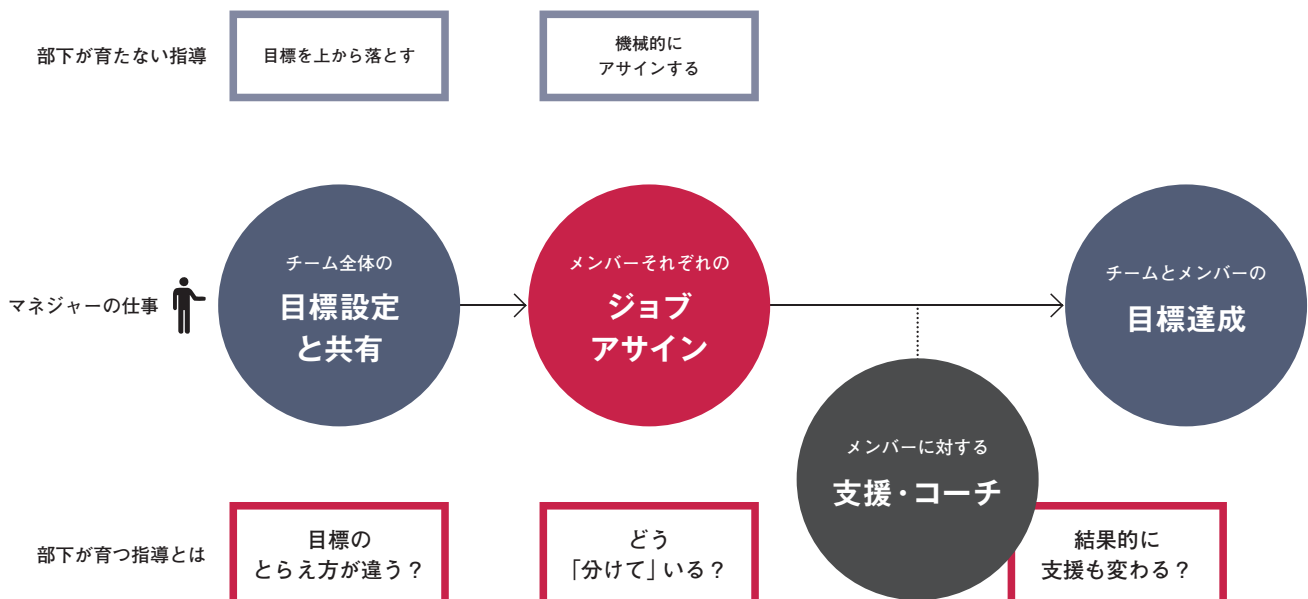 部下が育たない指導
目標を上から落とす
機械的に
アサインする
マネジャーの仕事
チーム全体の
目標設定
と共有
メンバーそれぞれの
ジョブ
アサイン
チームとメンバーの
目標達成
メンバーに対する
支援・コーチ
部下が育つ指導とは
目標の
とらえ方が違う？
どう
「分けて」いる？
結果的に
支援も変わる？